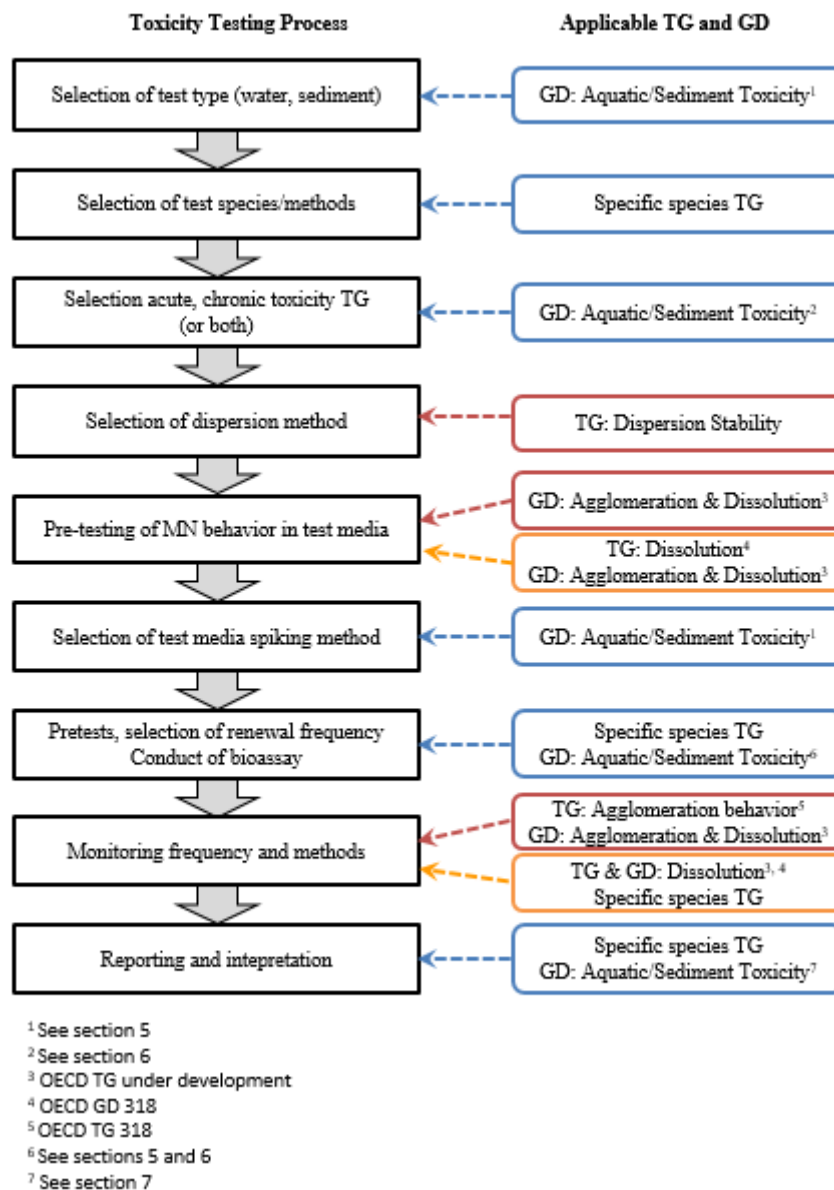 Toxicity Testing Process
Applicable TG and GD
Selection of test type (water, sediment)
GD: Aquatic/Sediment Toxicity¹
Selection of test species/methods
Specific species TG
Selection acute, chronic toxicity TG
(or both)
GD: Aquatic/Sediment Toxicity²
Selection of dispersion method
TG: Dispersion Stability
Pre-testing of MN behavior in test media
GD: Agglomeration & Dissolution³
TG: Dissolution⁴
GD: Agglomeration & Dissolution³
Selection of test media spiking method
GD: Aquatic/Sediment Toxicity¹
Pretests, selection of renewal frequency
Conduct of bioassay
Specific species TG
GD: Aquatic/Sediment Toxicity⁶
Monitoring frequency and methods
TG: Agglomeration behavior⁵
GD: Agglomeration & Dissolution³
TG & GD: Dissolution³, ⁴
Specific species TG
Reporting and intepretation
Specific species TG
GD: Aquatic/Sediment Toxicity⁷
¹ See section 5
² See section 6
³ OECD TG under development
⁴ OECD GD 318
⁵ OECD TG 318
⁶ See sections 5 and 6
⁷ See section 7